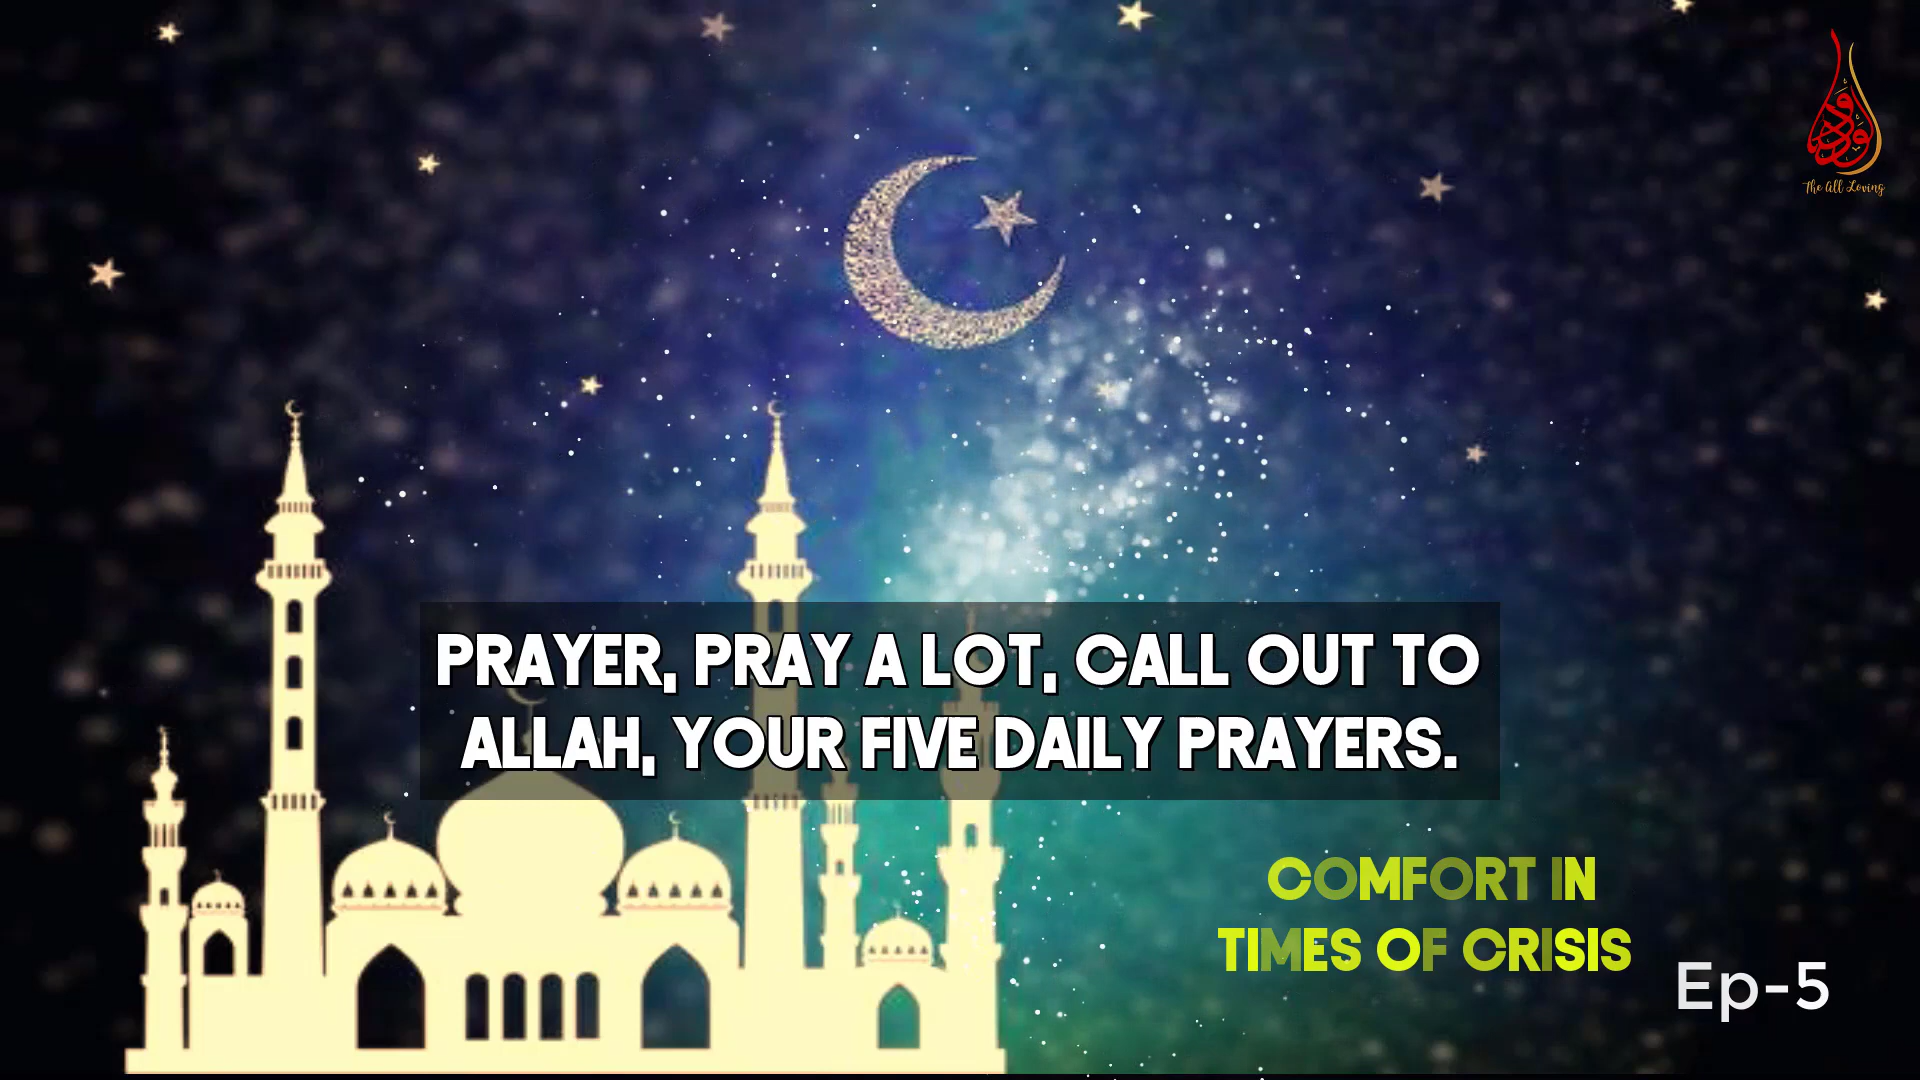 الودود
The All Loving
PRAYER, PRAY A LOT, CALL OUT TO
ALLAH, YOUR FIVE DAILY PRAYERS.
COMFORT IN
TIMES OF CRISIS
Ep-5